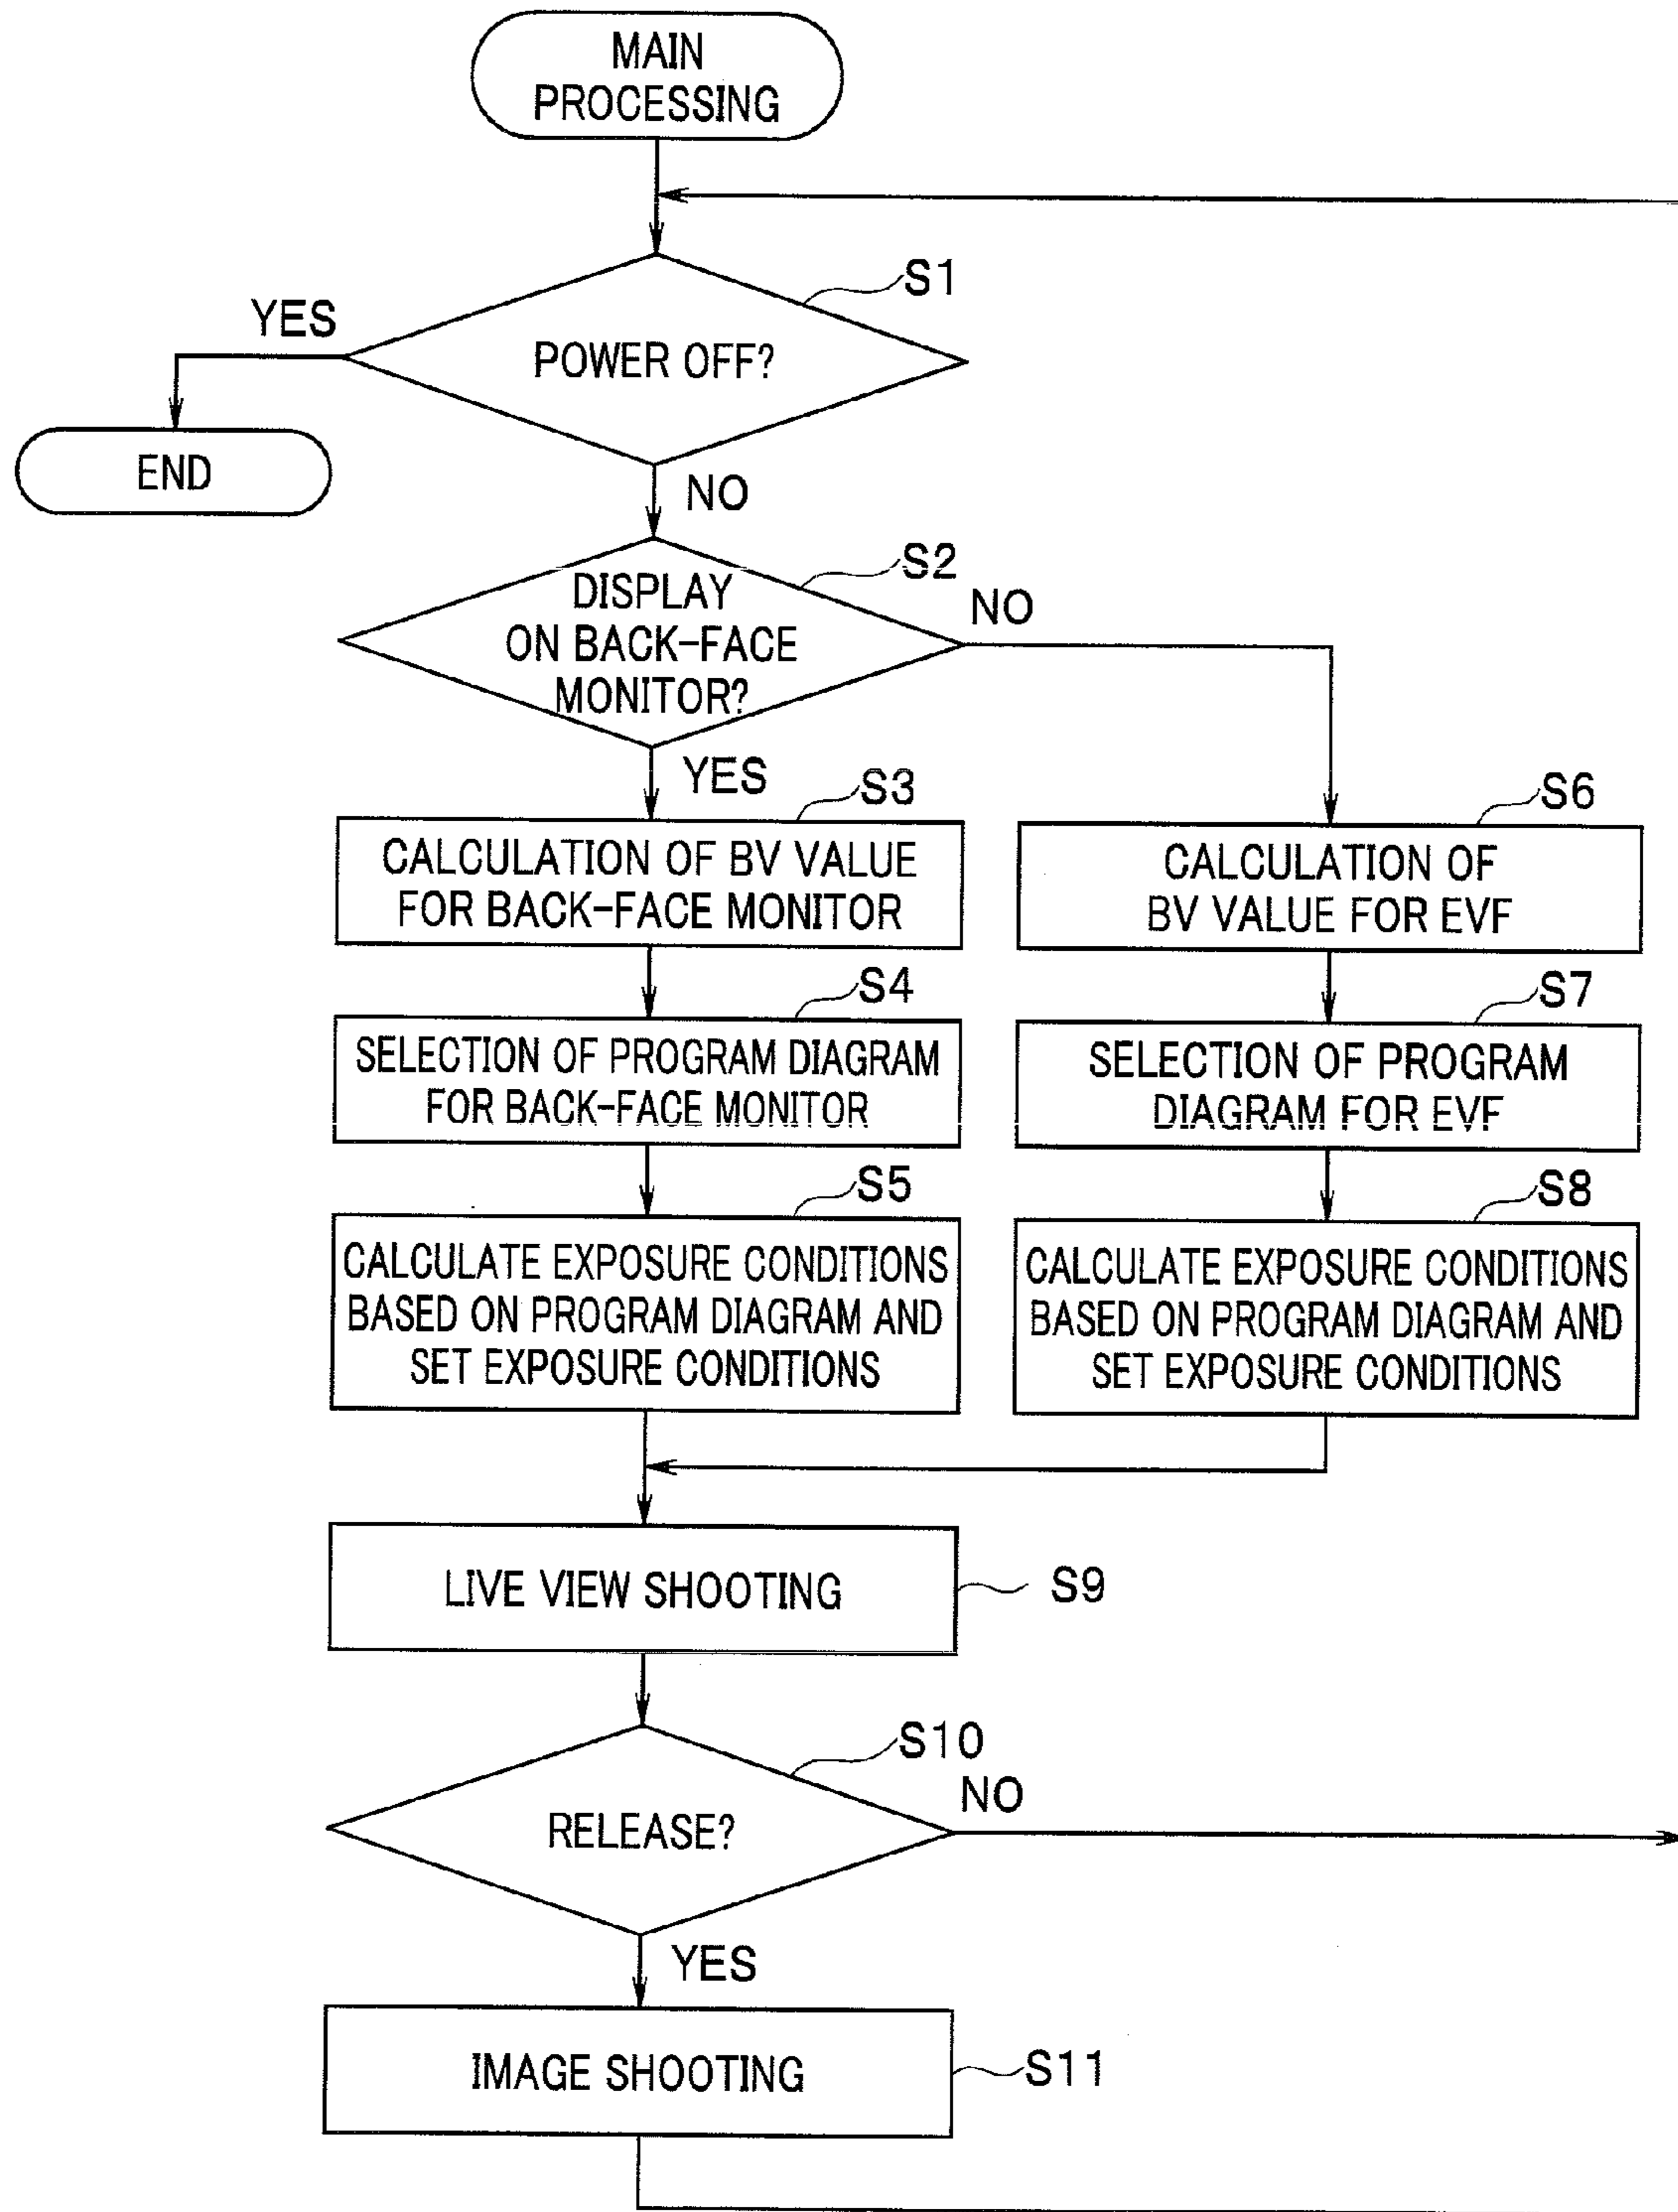 MAIN
PROCESSING
S1
YES
POWER OFF?
END
NO
S2
DISPLAY
ON BACK-FACE
MONITOR?
NO
YES
S3
CALCULATION OF BV VALUE
FOR BACK-FACE MONITOR
S6
CALCULATION OF
BV VALUE FOR EVF
S4
SELECTION OF PROGRAM DIAGRAM
FOR BACK-FACE MONITOR
S7
SELECTION OF PROGRAM
DIAGRAM FOR EVF
S5
CALCULATE EXPOSURE CONDITIONS
BASED ON PROGRAM DIAGRAM AND
SET EXPOSURE CONDITIONS
S8
CALCULATE EXPOSURE CONDITIONS
BASED ON PROGRAM DIAGRAM AND
SET EXPOSURE CONDITIONS
LIVE VIEW SHOOTING
S9
S10
RELEASE?
NO
YES
IMAGE SHOOTING
S11